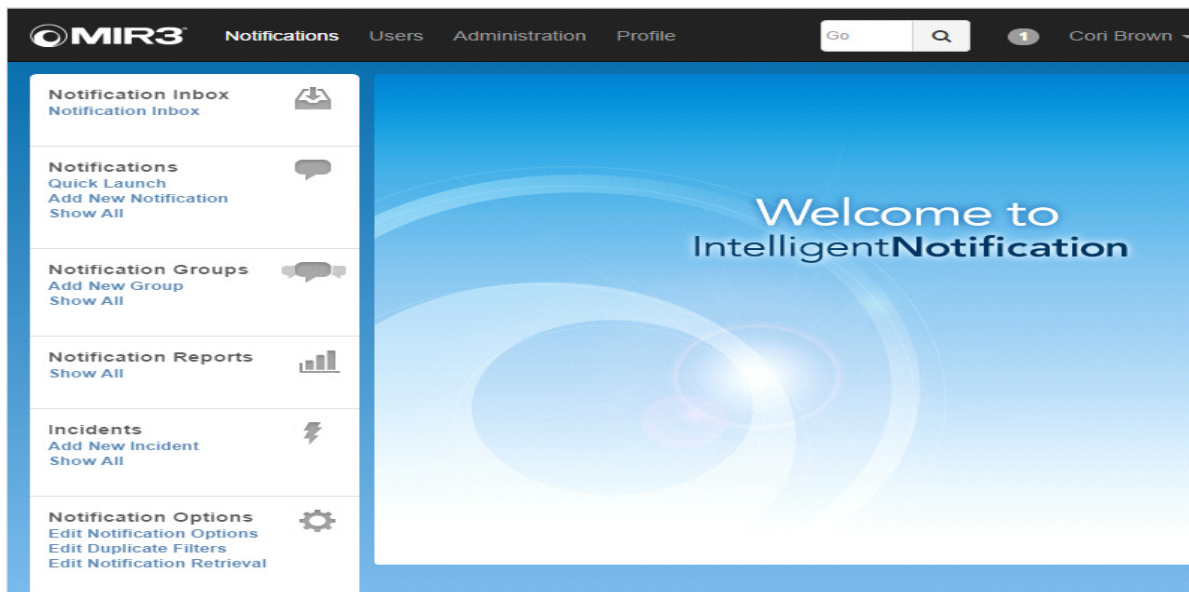 MIR3™ Notifications Users Administration Profile Go 1 Cori Brown
Notification Inbox
Notification Inbox
Notifications
Quick Launch
Add New Notification
Show All
Notification Groups
Add New Group
Show All
Notification Reports
Show All
Incidents
Add New Incident
Show All
Notification Options
Edit Notification Options
Edit Duplicate Filters
Edit Notification Retrieval
Welcome to
IntelligentNotification